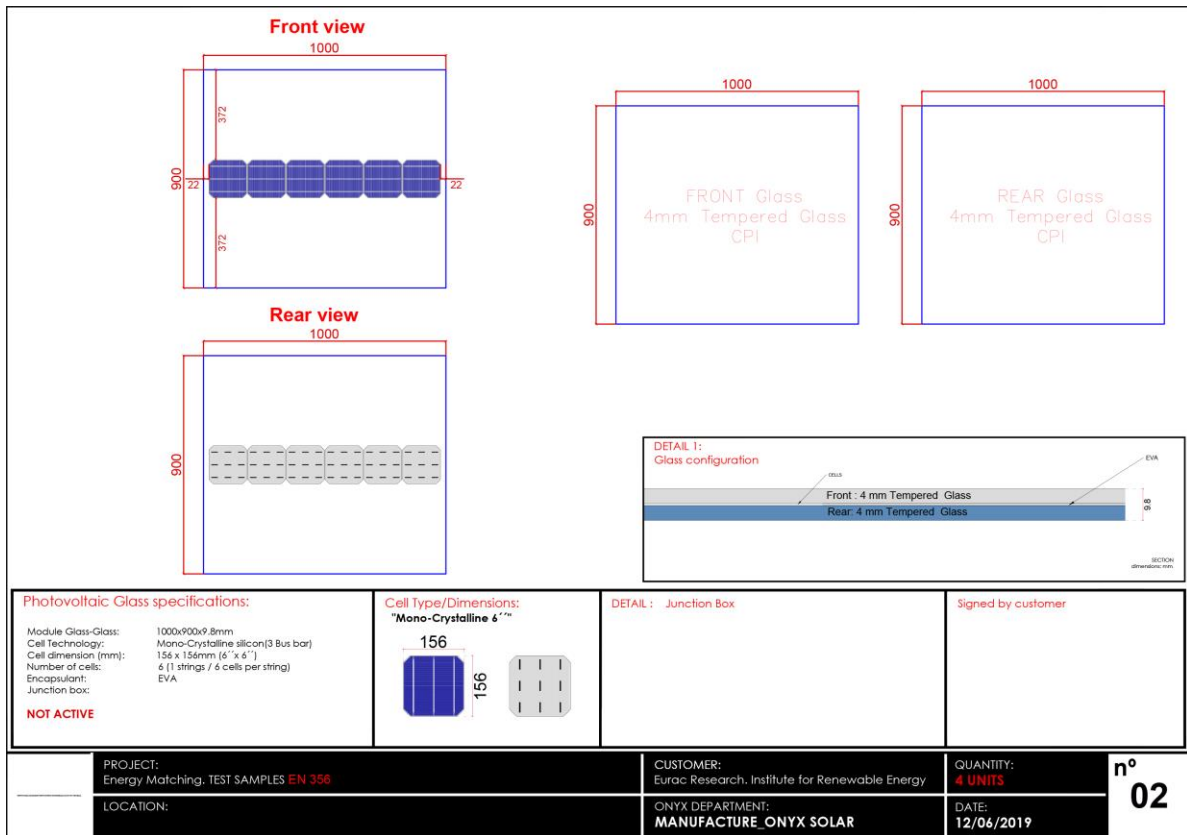 Front view
1000
900
372
22
22
372
Rear view
1000
900
1000
900
FRONT Glass
4mm Tempered Glass
CPI
1000
900
REAR Glass
4mm Tempered Glass
CPI
DETAIL 1:
Glass configuration
CELLS
EVA
Front : 4 mm Tempered Glass
Rear: 4 mm Tempered Glass
9.8
SECTION
dimensions: mm
Photovoltaic Glass specifications:
Module Glass-Glass: 1000x900x9.8mm
Cell Technology: Mono-Crystalline silicon(3 Bus bar)
Cell dimension (mm): 156 x 156mm (6´´x 6´´)
Number of cells: 6 (1 strings / 6 cells per string)
Encapsulant: EVA
Junction box:
NOT ACTIVE
Cell Type/Dimensions:
"Mono-Crystalline 6´´"
156
156
DETAIL : Junction Box
Signed by customer
PROJECT:
Energy Matching. TEST SAMPLES EN 356
LOCATION:
CUSTOMER:
Eurac Research. Institute for Renewable Energy
ONYX DEPARTMENT:
MANUFACTURE_ONYX SOLAR
QUANTITY:
4 UNITS
DATE:
12/06/2019
nº
02